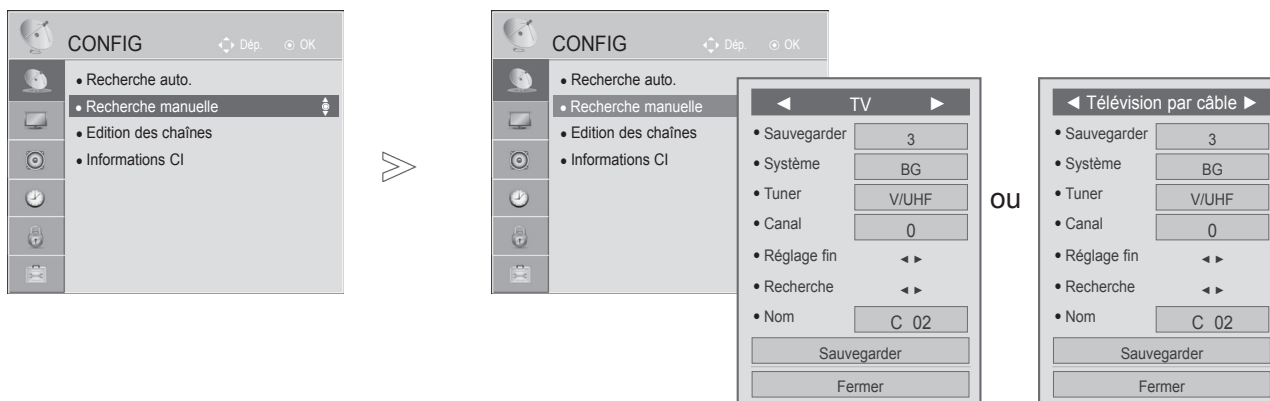 CONFIG Dép. OK
• Recherche auto.
• Recherche manuelle
• Edition des chaînes
• Informations CI
CONFIG Dép. OK
• Recherche auto.
• Recherche manuelle
• Edition des chaînes
• Informations CI
◄ TV ►
• Sauvegarder 3
• Système BG
• Tuner V/UHF
• Canal 0
• Réglage fin ◄ ►
• Recherche ◄ ►
• Nom C 02
Sauvegarder
Fermer
ou
◄ Télévision par câble ►
• Sauvegarder 3
• Système BG
• Tuner V/UHF
• Canal 0
• Réglage fin ◄ ►
• Recherche ◄ ►
• Nom C 02
Sauvegarder
Fermer